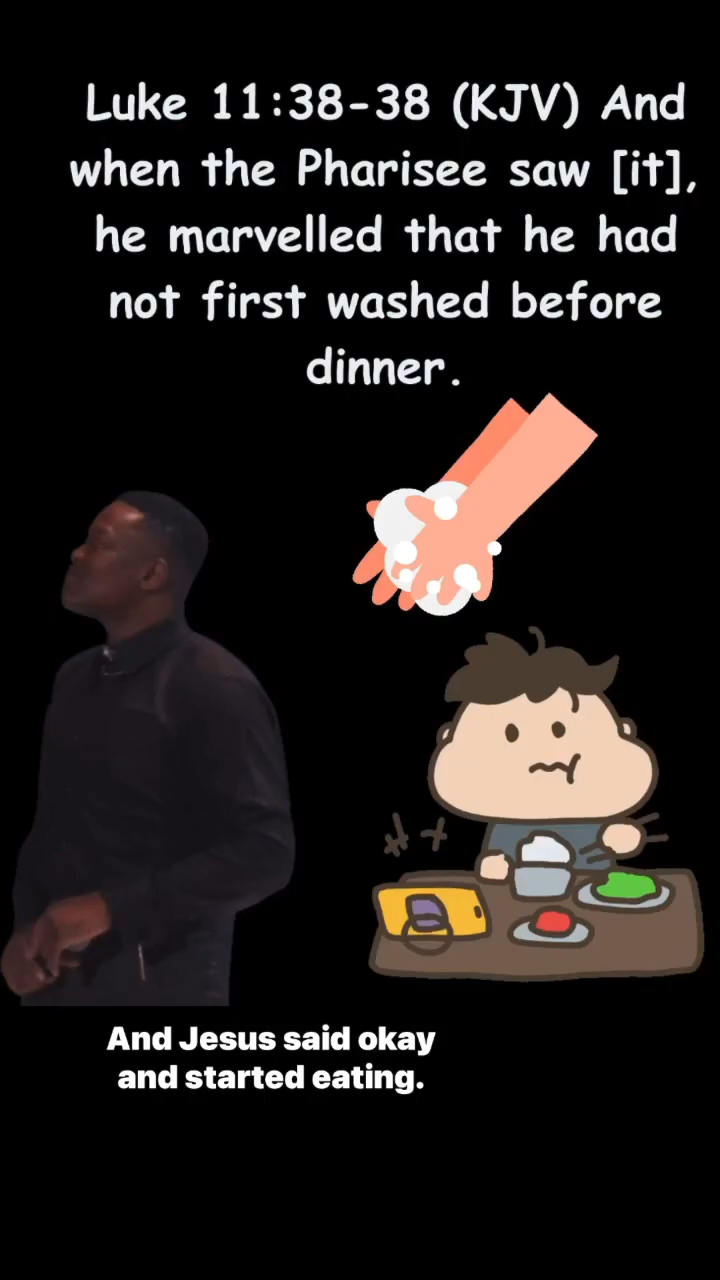 Luke 11:38-38 (KJV) And
when the Pharisee saw [it],
he marvelled that he had
not first washed before
dinner.
And Jesus said okay
and started eating.